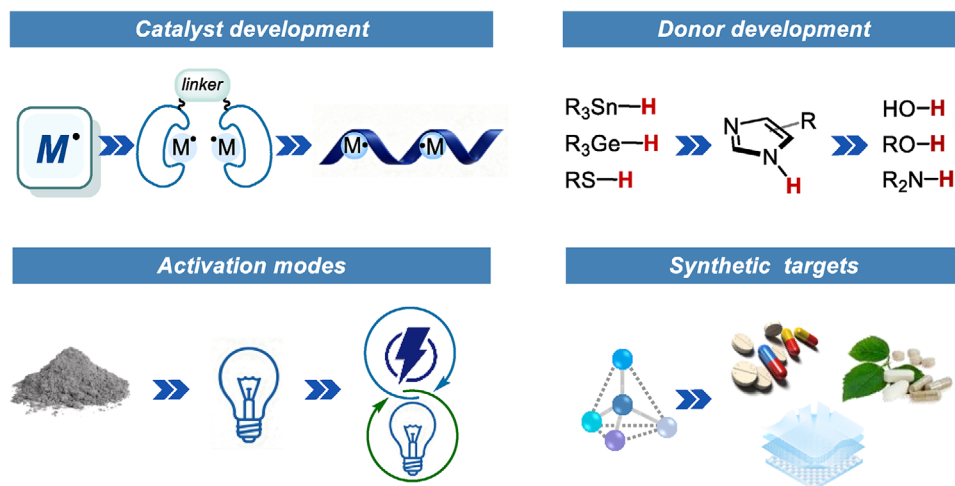 Catalyst development
Donor development
linker
M•
M• •M
M• •M
R₃Sn–H
R₃Ge–H
RS–H
N
R
N
H
HO–H
RO–H
R₂N–H
Activation modes
Synthetic targets